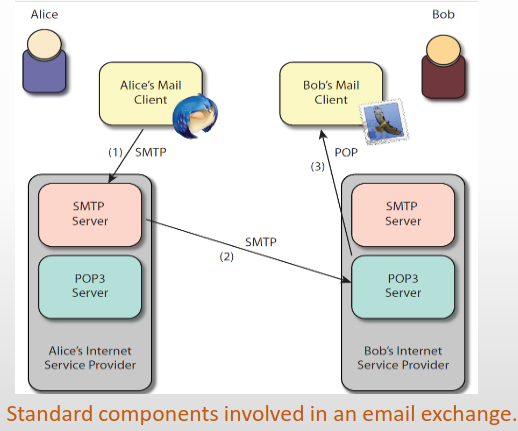 Alice
Bob
Alice's Mail
Client
Bob's Mail
Client
(1)
SMTP
POP
(3)
SMTP
Server
SMTP
Server
SMTP
(2)
POP3
Server
POP3
Server
Alice's Internet
Service Provider
Bob's Internet
Service Provider
Standard components involved in an email exchange.